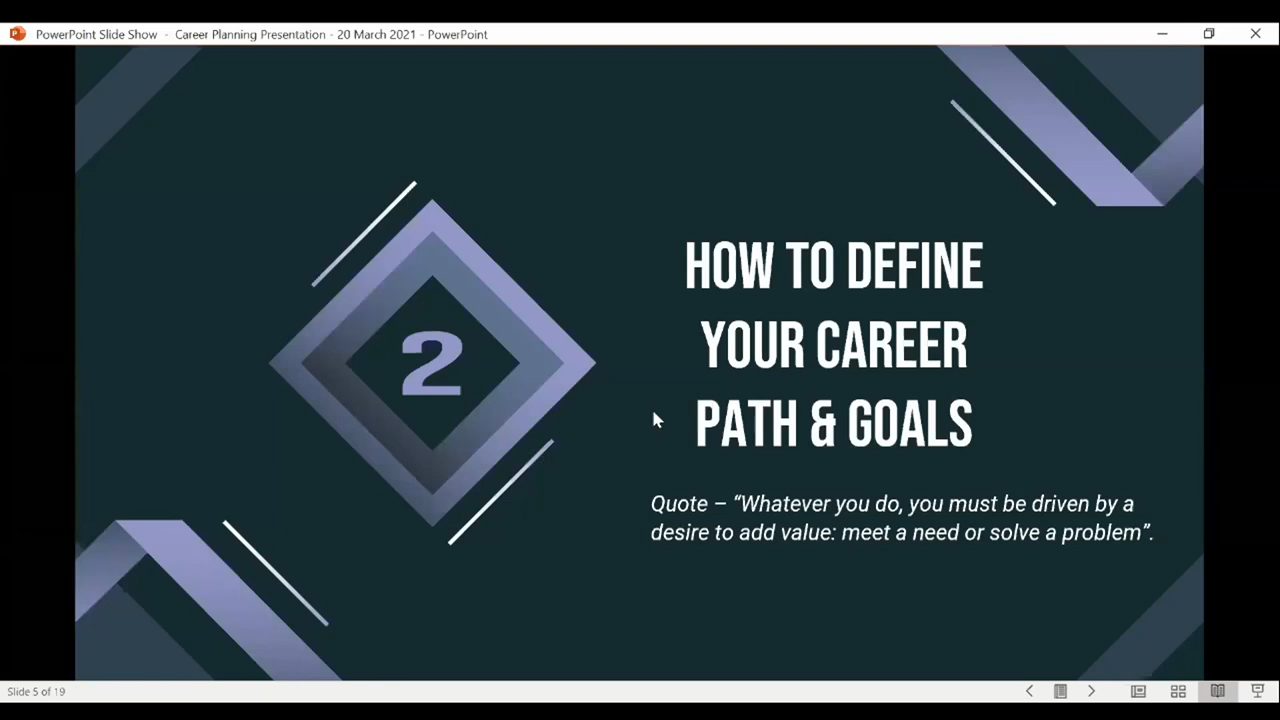 PowerPoint Slide Show - Career Planning Presentation - 20 March 2021 - PowerPoint
2
HOW TO DEFINE
YOUR CAREER
PATH & GOALS
Quote – “Whatever you do, you must be driven by a
desire to add value: meet a need or solve a problem”.
Slide 5 of 19